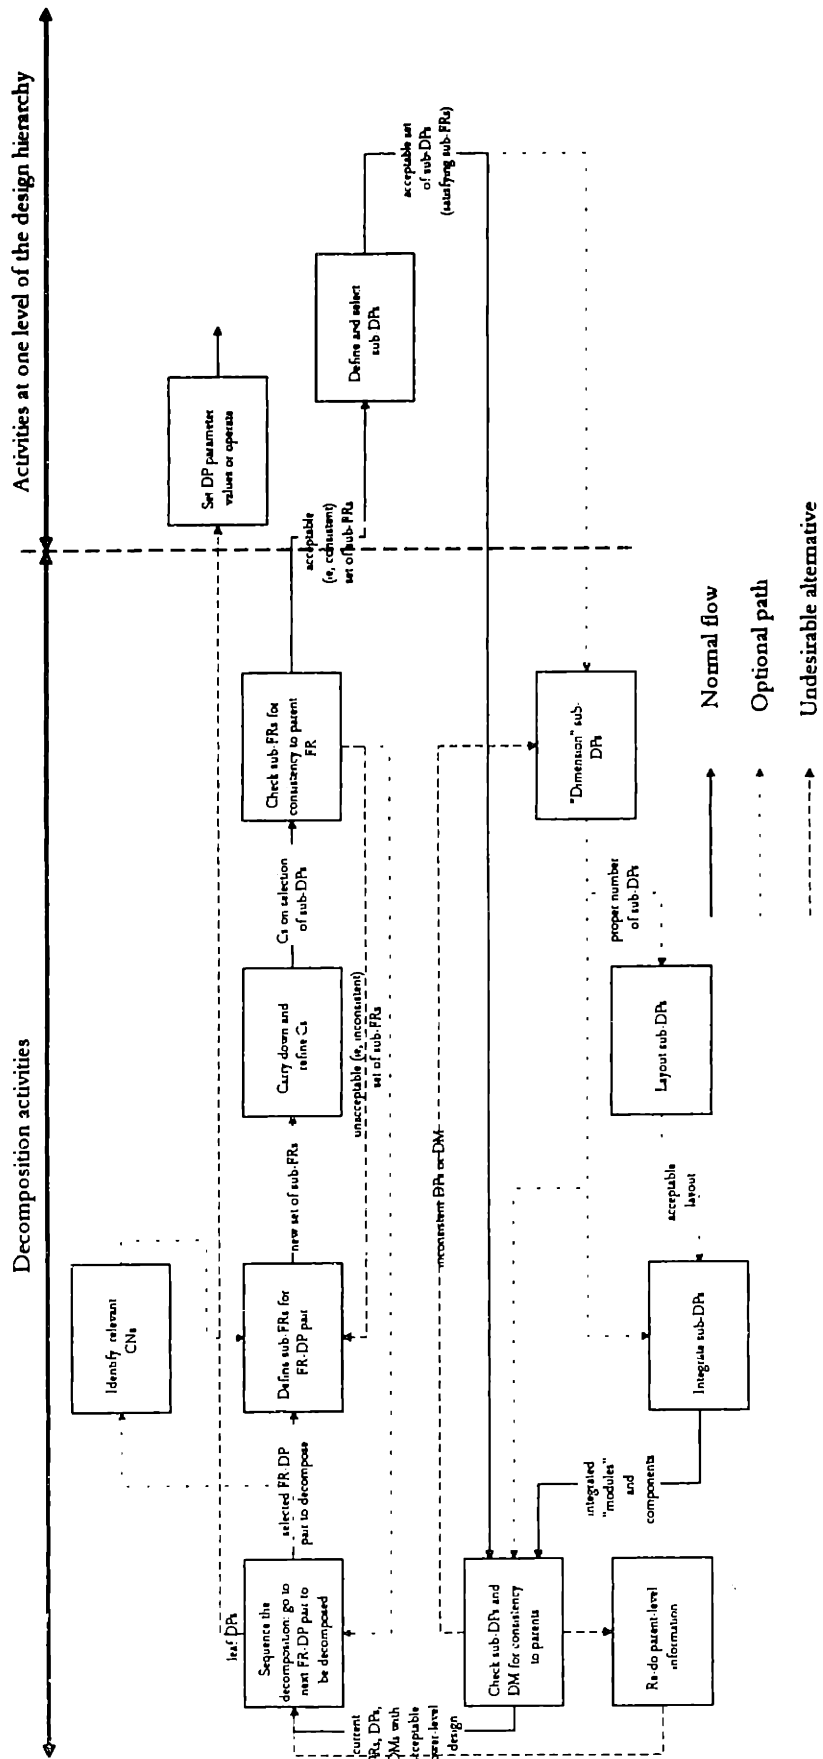 Decomposition activities
Activities at one level of the design hierarchy
Identify relevant
CNs
Set DP parameter
values or operate
leaf DPs
Sequence the
decomposition: go to
next FR-DP pair to
be decomposed
selected FR-DP
pair to decompose
Define sub-FRs for
FR-DP pair
new set of sub-FRs
Carry down and
refine Cs
Cs on selection
of sub-DPs
Check sub-FRs for
consistency to parent
FR
acceptable
(ie, consistent)
set of sub-FRs
Define and select
sub DPs
acceptable set
of sub-DPs
(satisfying sub-FRs)
unacceptable (ie, inconsistent)
set of sub-FRs
current
DPs,
with
design
inconsistent DPs or DM
Check sub-DPs and
DM for consistency
to parents
"Dimension" sub-
DPs
proper number
of sub-DPs
Layout sub-DPs
acceptable
layout
Integrate sub-DPs
integrated
"modules"
and
components
Re-do parent-level
information
Normal flow
Optional path
Undesirable alternative